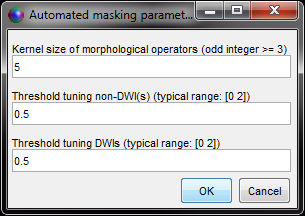 Automated masking paramet...
Kernel size of morphological operators (odd integer >= 3)
5
Threshold tuning non-DWI(s) (typical range: [0 2])
0.5
Threshold tuning DWIs (typical range: [0 2])
0.5
OK Cancel